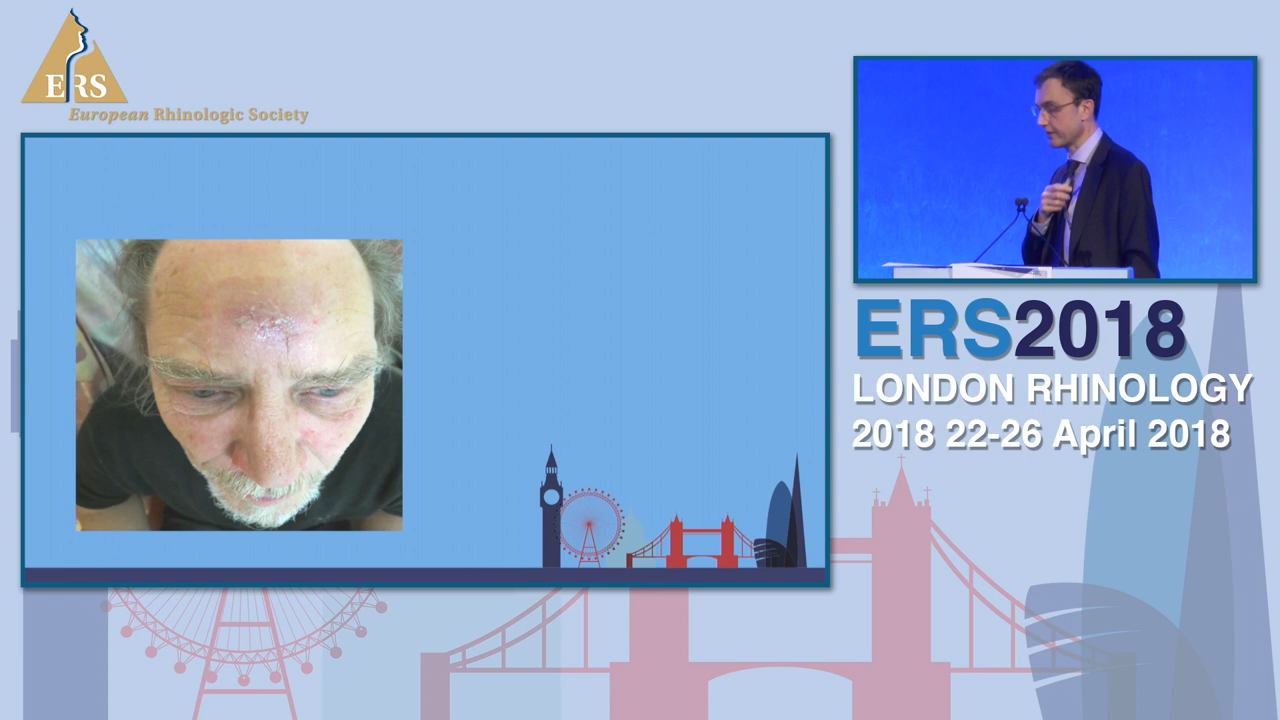 ERS
European Rhinologic Society
ERS2018
LONDON RHINOLOGY
2018 22-26 April 2018